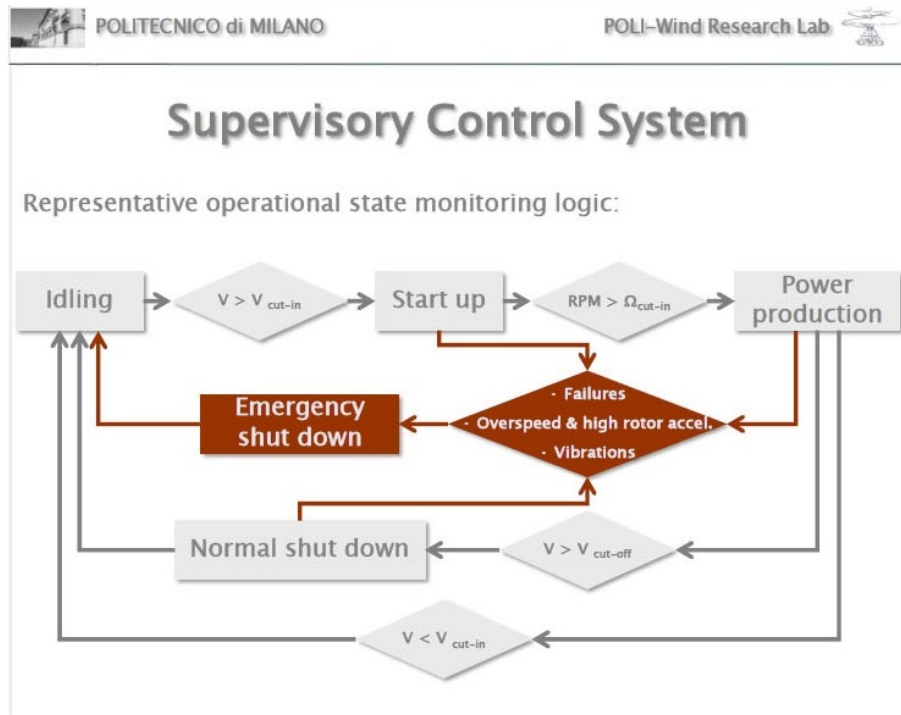 POLITECNICO di MILANO
POLI-Wind Research Lab
Supervisory Control System
Representative operational state monitoring logic:
Idling
V > V cut-in
Start up
RPM > Ωcut-in
Power
production
Emergency
shut down
- Failures
- Overspeed & high rotor accel.
- Vibrations
Normal shut down
V > V cut-off
V < V cut-in